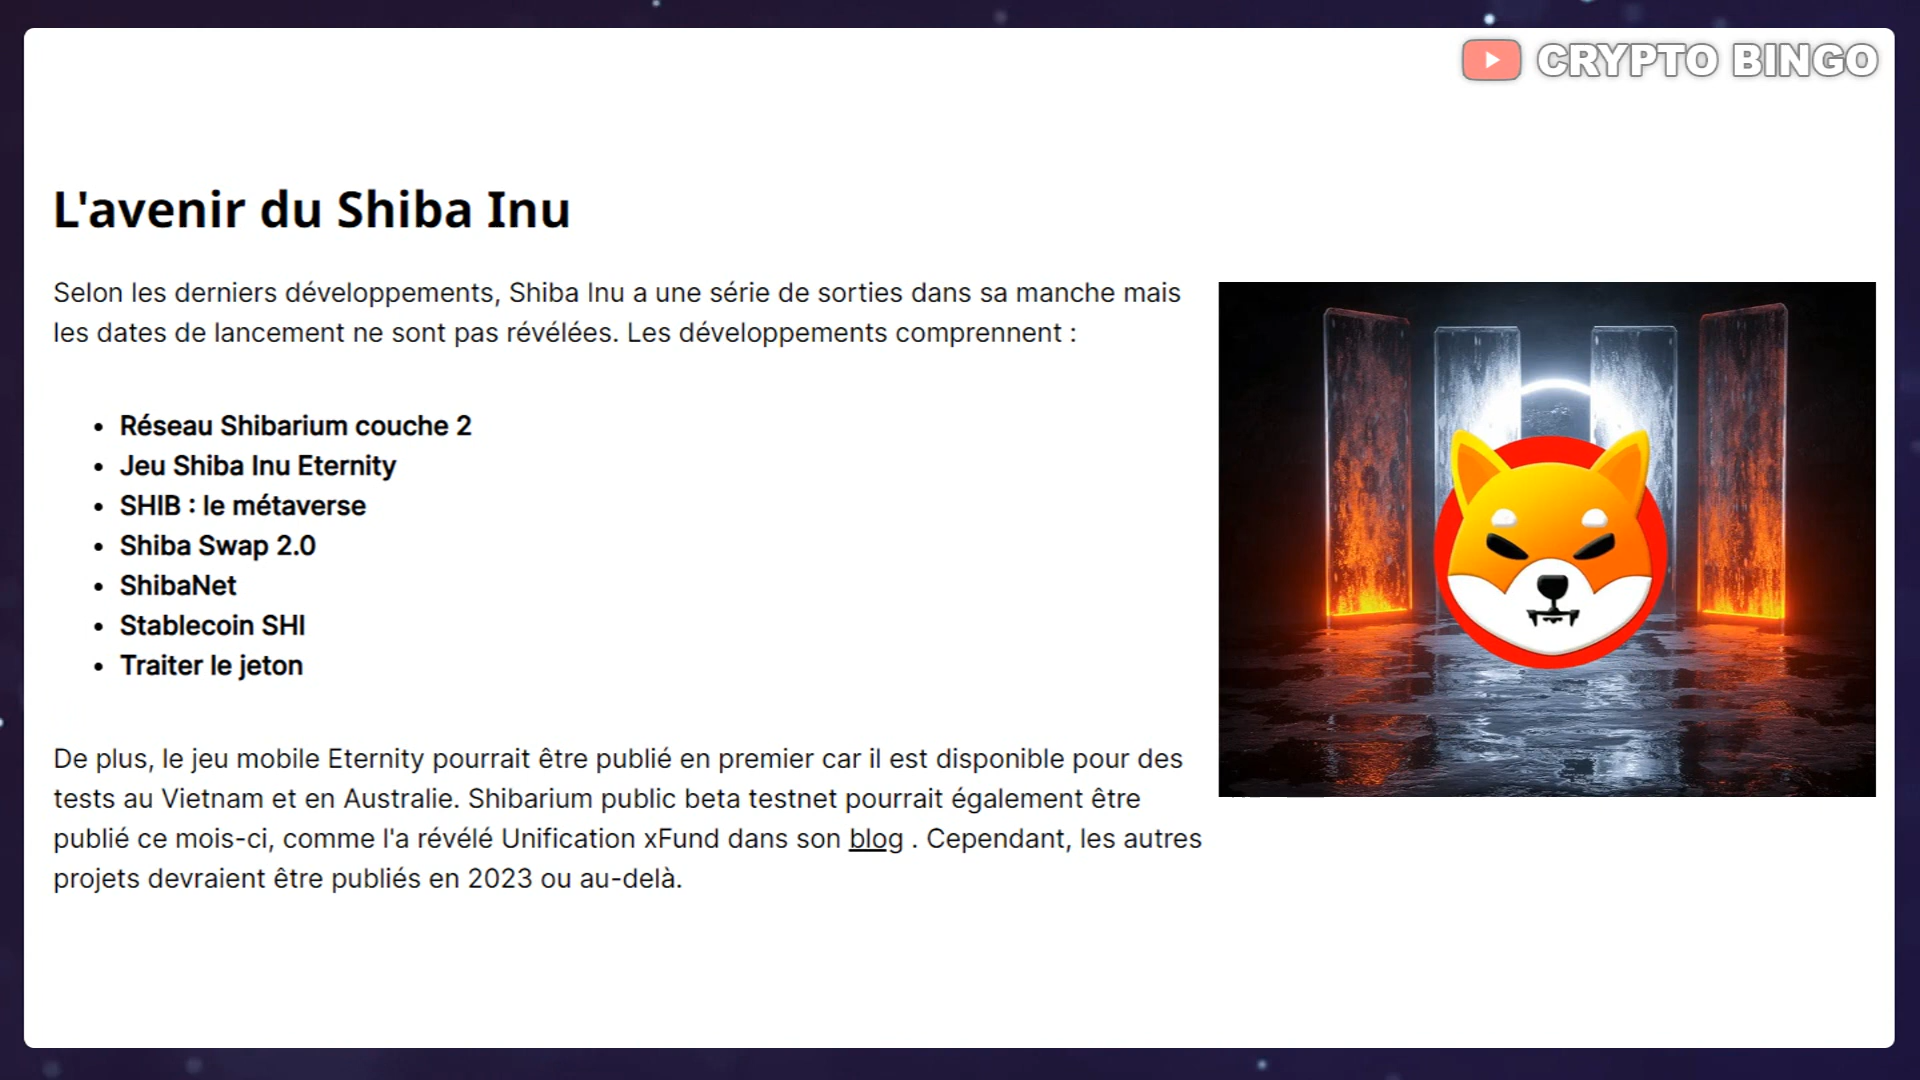 CRYPTO BINGO
L'avenir du Shiba Inu
Selon les derniers développements, Shiba Inu a une série de sorties dans sa manche mais
les dates de lancement ne sont pas révélées. Les développements comprennent :
• Réseau Shibarium couche 2
• Jeu Shiba Inu Eternity
• SHIB : le métaverse
• Shiba Swap 2.0
• ShibaNet
• Stablecoin SHI
• Traiter le jeton
De plus, le jeu mobile Eternity pourrait être publié en premier car il est disponible pour des
tests au Vietnam et en Australie. Shibarium public beta testnet pourrait également être
publié ce mois-ci, comme l'a révélé Unification xFund dans son blog . Cependant, les autres
projets devraient être publiés en 2023 ou au-delà.